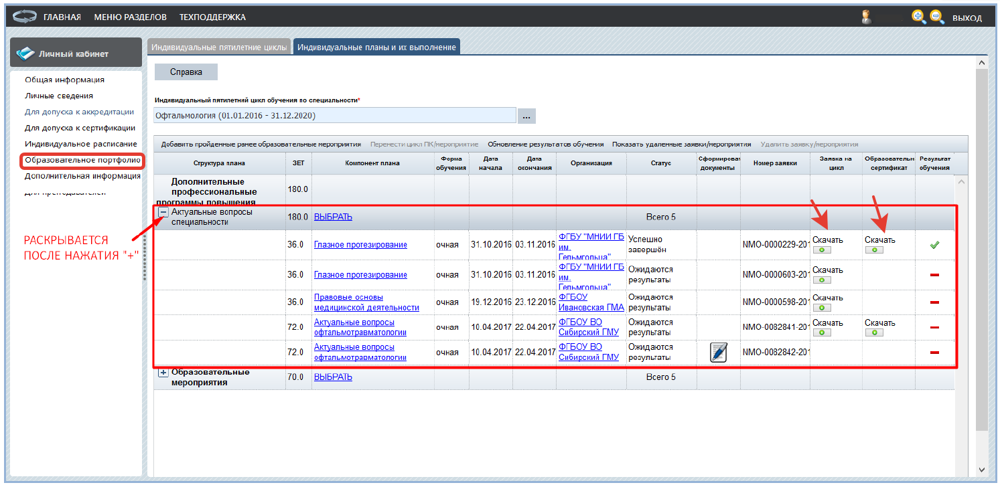 ГЛАВНАЯ МЕНЮ РАЗДЕЛОВ ТЕХПОДДЕРЖКА ВЫХОД
Личный кабинет
Общая информация
Личные сведения
Для допуска к аккредитации
Для допуска к сертификации
Индивидуальное расписание
Образовательное портфолио
Дополнительная информация
Для преподавателей
РАСКРЫВАЕТСЯ
ПОСЛЕ НАЖАТИЯ "+"
Индивидуальные пятилетние циклы Индивидуальные планы и их выполнение
Справка
Индивидуальный пятилетний цикл обучения по специальности*
Офтальмология (01.01.2016 - 31.12.2020) ...
Добавить пройденные ранее образовательные мероприятия Перенести цикл ПК/мероприятие Обновление результатов обучения Показать удаленные заявки/мероприятия Удалить заявку/мероприятия
Структура плана ЗЕТ Компонент плана Форма обучения Дата начала Дата окончания Организация Статус Сформироват документы Номер заявки Заявка на цикл Образовательн сертификат Результат обучения
Дополнительные
профессиональные 180.0
программы повышения
Актуальные вопросы
специальности 180.0 ВЫБРАТЬ Всего 5
36.0 Глазное протезирование очная 31.10.2016 03.11.2016 ФГБУ "МНИИ ГБ им. Гельмгольца" Успешно завершён NMO-0000229-201 Скачать Скачать
36.0 Глазное протезирование очная 31.10.2016 03.11.2016 ФГБУ "МНИИ ГБ им. Гельмгольца" Ожидаются результаты NMO-0000603-201 Скачать
36.0 Правовые основы медицинской деятельности очная 19.12.2016 23.12.2016 ФГБОУ Ивановская ГМА Ожидаются результаты NMO-0000598-201 Скачать
72.0 Актуальные вопросы офтальмотравматологии очная 10.04.2017 22.04.2017 ФГБОУ ВО Сибирский ГМУ Ожидаются результаты NMO-0082841-201 Скачать Скачать
72.0 Актуальные вопросы офтальмотравматологии очная 10.04.2017 22.04.2017 ФГБОУ ВО Сибирский ГМУ Ожидаются результаты NMO-0082842-201
Образовательные
мероприятия 70.0 ВЫБРАТЬ Всего 5